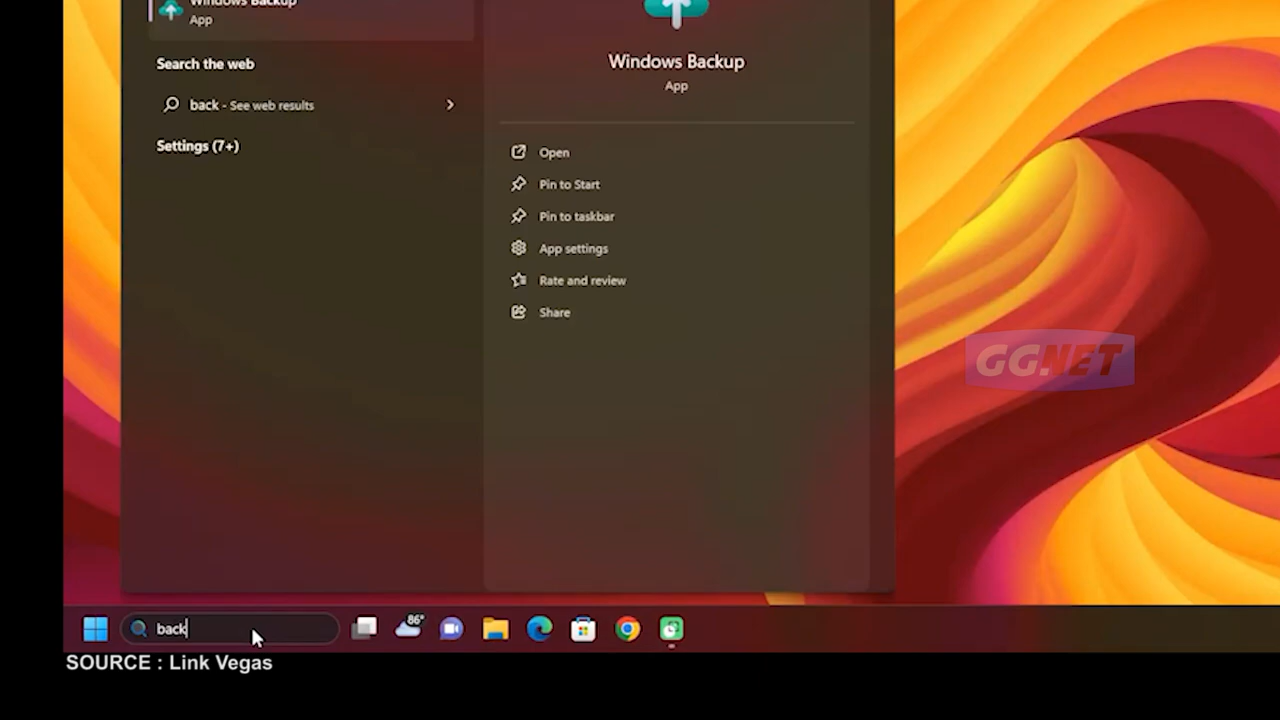 Windows Backup
App
Search the web
back - See web results
Settings (7+)
Windows Backup
App
Open
Pin to Start
Pin to taskbar
App settings
Rate and review
Share
GG.NET
back
86°
SOURCE : Link Vegas